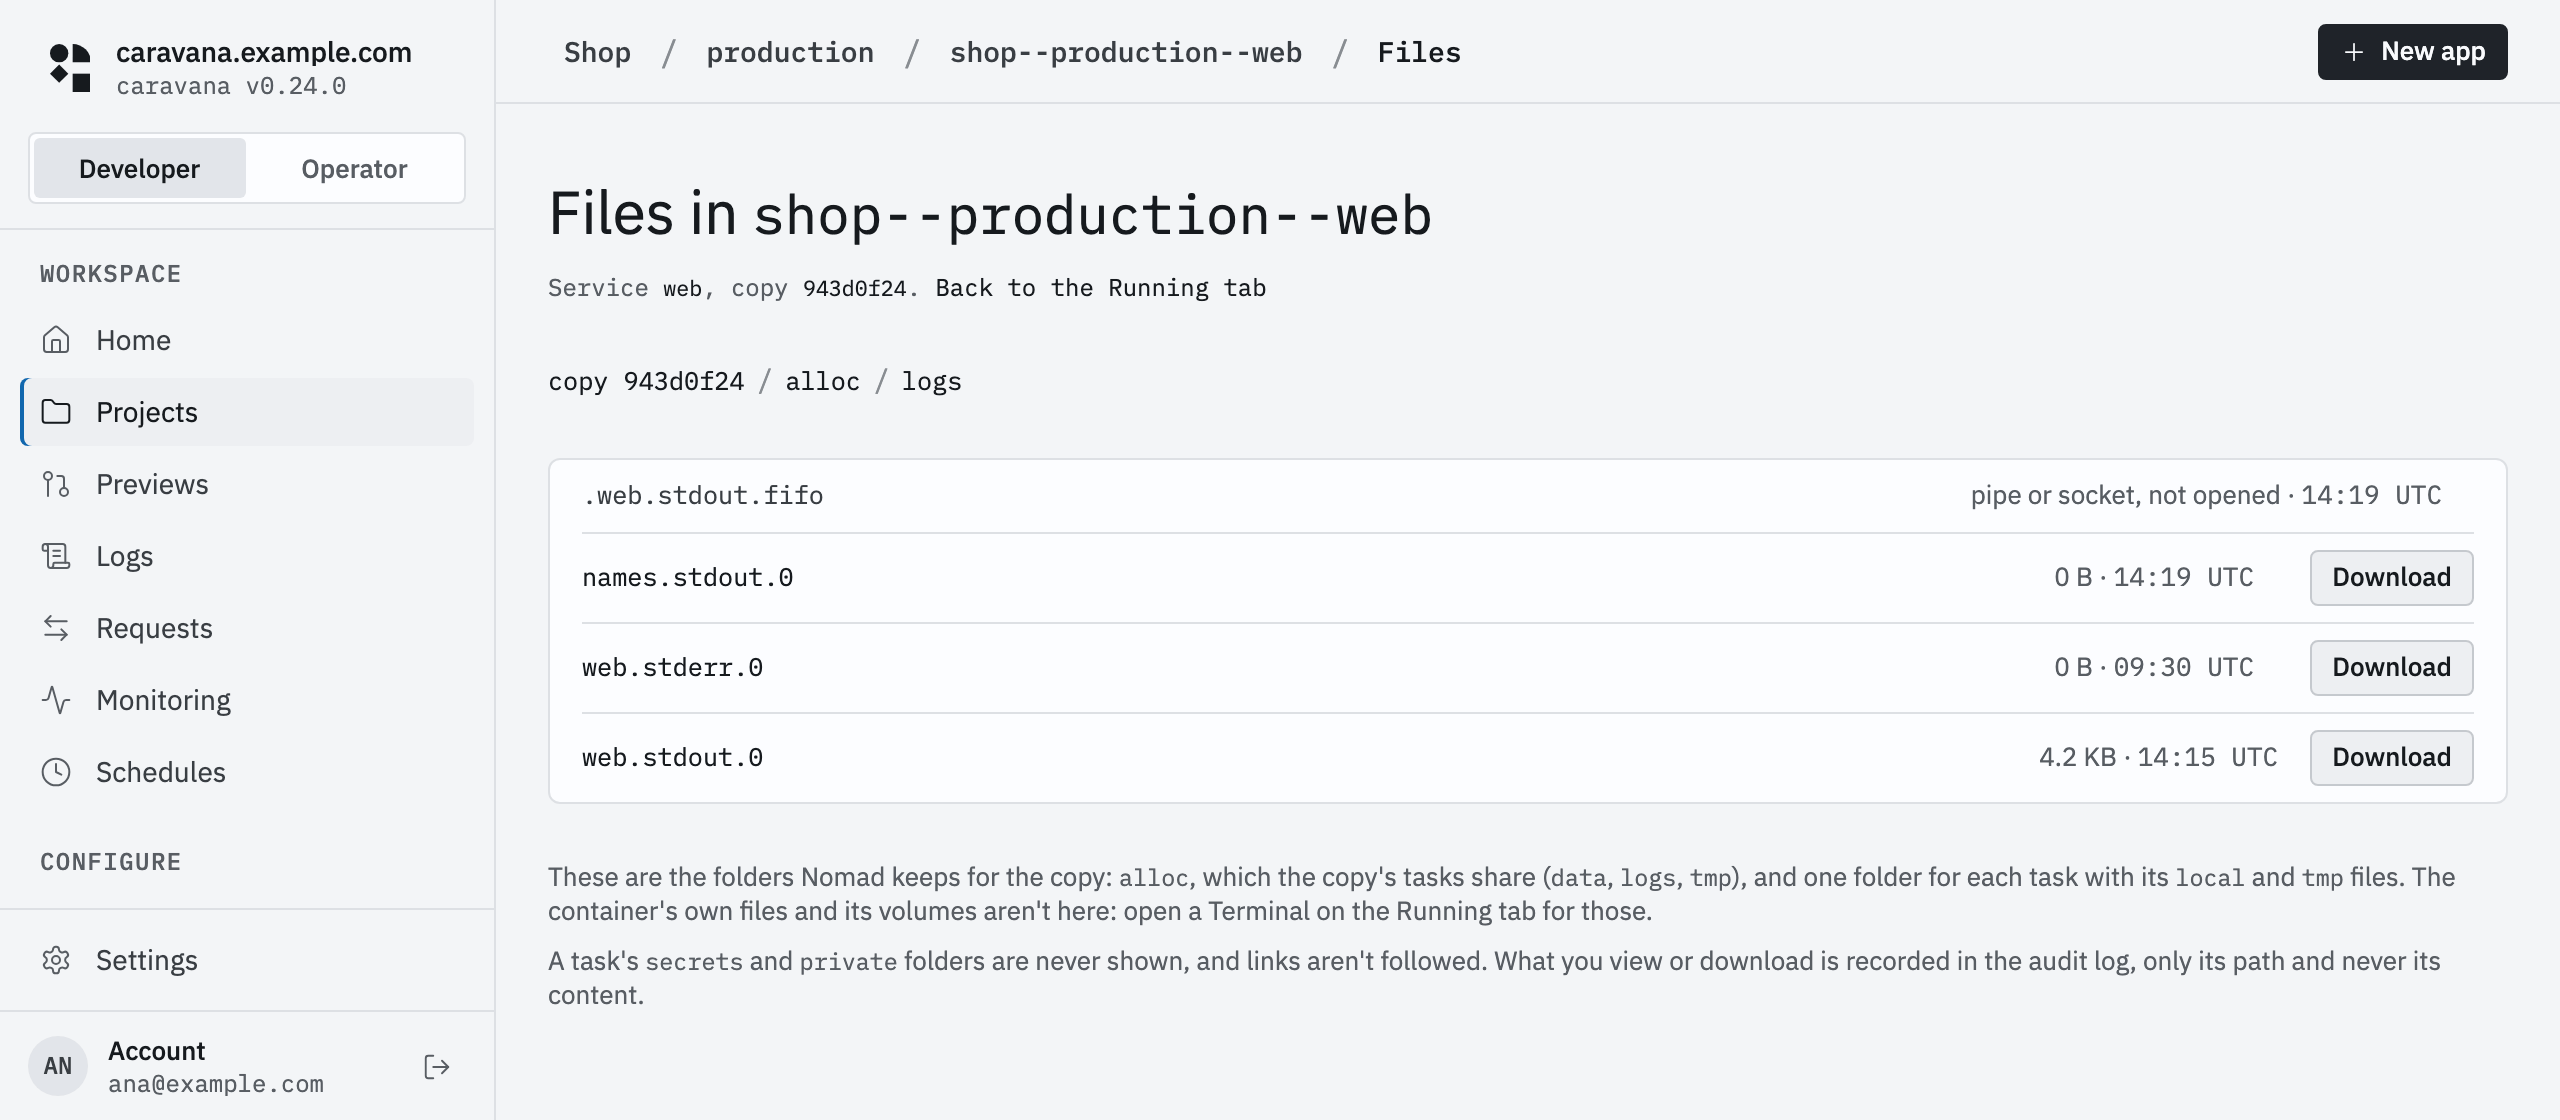 caravana.example.com
caravana v0.24.0
Developer
Operator
WORKSPACE
Home
Projects
Previews
Logs
Requests
Monitoring
Schedules
CONFIGURE
Settings
AN
Account
ana@example.com
Shop / production / shop--production--web / Files
+ New app
Files in shop--production--web
Service web, copy 943d0f24. Back to the Running tab
copy 943d0f24 / alloc / logs
.web.stdout.fifo pipe or socket, not opened · 14:19 UTC
names.stdout.0 0 B · 14:19 UTC Download
web.stderr.0 0 B · 09:30 UTC Download
web.stdout.0 4.2 KB · 14:15 UTC Download
These are the folders Nomad keeps for the copy: alloc, which the copy's tasks share (data, logs, tmp), and one folder for each task with its local and tmp files. The
container's own files and its volumes aren't here: open a Terminal on the Running tab for those.
A task's secrets and private folders are never shown, and links aren't followed. What you view or download is recorded in the audit log, only its path and never its
content.